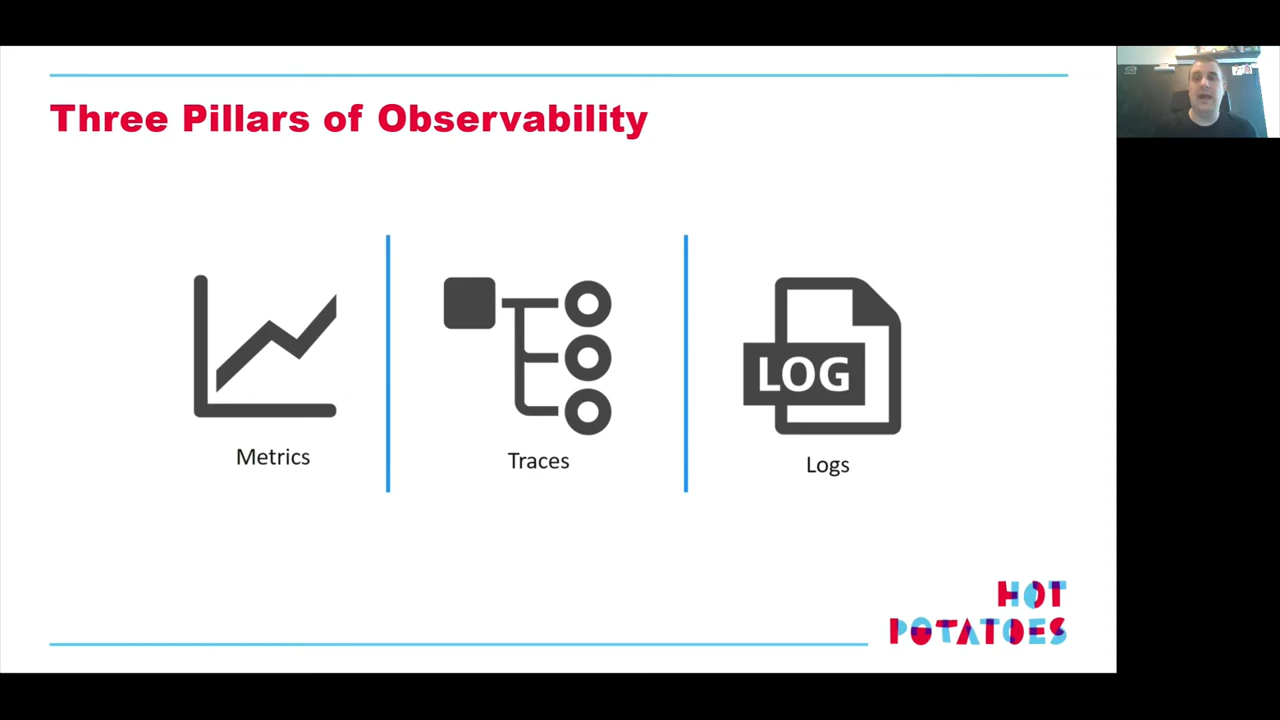 Three Pillars of Observability
LOG
Metrics
Traces
Logs
HOT
POTATOES